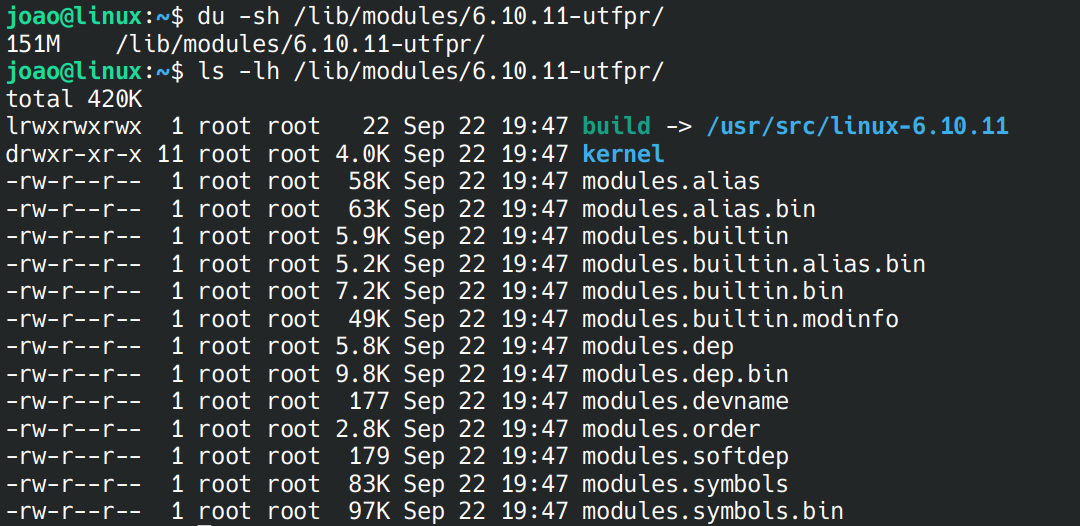 joao@linux:~$ du -sh /lib/modules/6.10.11-utfpr/
151M    /lib/modules/6.10.11-utfpr/
joao@linux:~$ ls -lh /lib/modules/6.10.11-utfpr/
total 420K
lrwxrwxrwx  1 root root   22 Sep 22 19:47 build -> /usr/src/linux-6.10.11
drwxr-xr-x 11 root root 4.0K Sep 22 19:47 kernel
-rw-r--r--  1 root root  58K Sep 22 19:47 modules.alias
-rw-r--r--  1 root root  63K Sep 22 19:47 modules.alias.bin
-rw-r--r--  1 root root 5.9K Sep 22 19:47 modules.builtin
-rw-r--r--  1 root root 5.2K Sep 22 19:47 modules.builtin.alias.bin
-rw-r--r--  1 root root 7.2K Sep 22 19:47 modules.builtin.bin
-rw-r--r--  1 root root  49K Sep 22 19:47 modules.builtin.modinfo
-rw-r--r--  1 root root 5.8K Sep 22 19:47 modules.dep
-rw-r--r--  1 root root 9.8K Sep 22 19:47 modules.dep.bin
-rw-r--r--  1 root root  177 Sep 22 19:47 modules.devname
-rw-r--r--  1 root root 2.8K Sep 22 19:47 modules.order
-rw-r--r--  1 root root  179 Sep 22 19:47 modules.softdep
-rw-r--r--  1 root root  83K Sep 22 19:47 modules.symbols
-rw-r--r--  1 root root  97K Sep 22 19:47 modules.symbols.bin